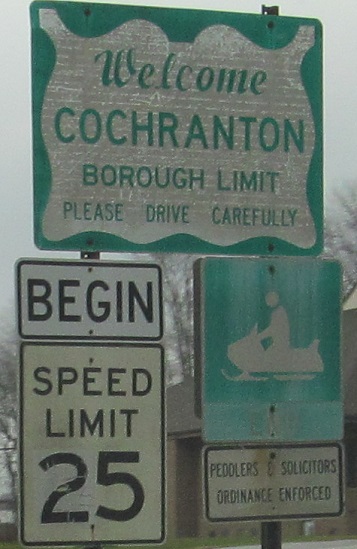 Welcome
COCHRANTON
BOROUGH LIMIT
PLEASE DRIVE CAREFULLY
BEGIN
SPEED
LIMIT
25
PEDDLERS & SOLICITORS
ORDINANCE ENFORCED